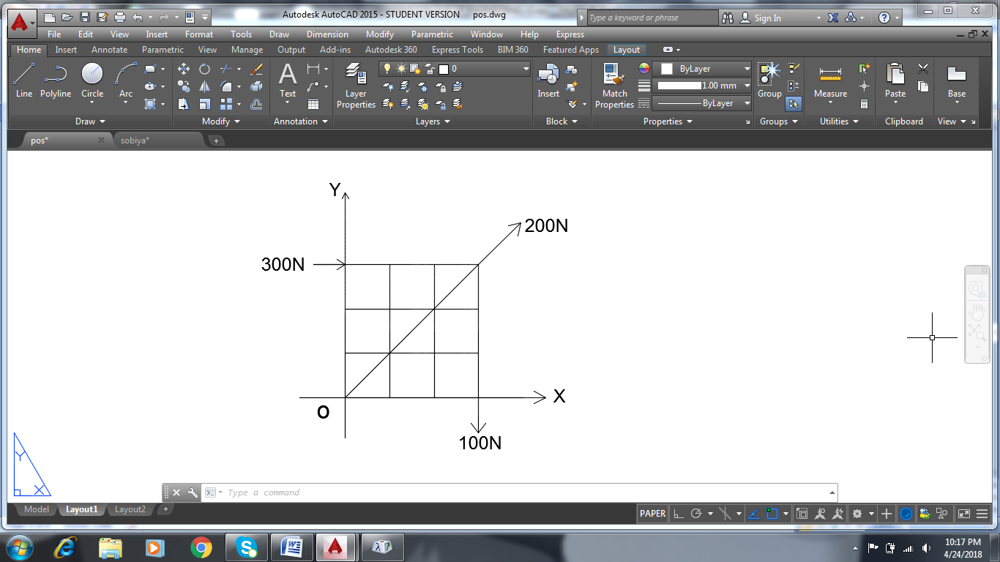 Autodesk AutoCAD 2015 - STUDENT VERSION pos.dwg
Type a keyword or phrase
Sign In
File Edit View Insert Format Tools Draw Dimension Modify Parametric Window Help Express
Home Insert Annotate Parametric View Manage Output Add-ins Autodesk 360 Express Tools BIM 360 Featured Apps Layout
0
ByLayer
1.00 mm
ByLayer
Line Polyline Circle Arc
A
Text
Layer
Properties
Insert
Match
Properties
Group
Measure
Paste
Base
Draw Modify Annotation Layers Block Properties Groups Utilities Clipboard View
pos* sobiya*
Y
200N
300N
X
O
100N
2D
Y
X
Type a command
Model Layout1 Layout2
PAPER
10:17 PM
4/24/2018